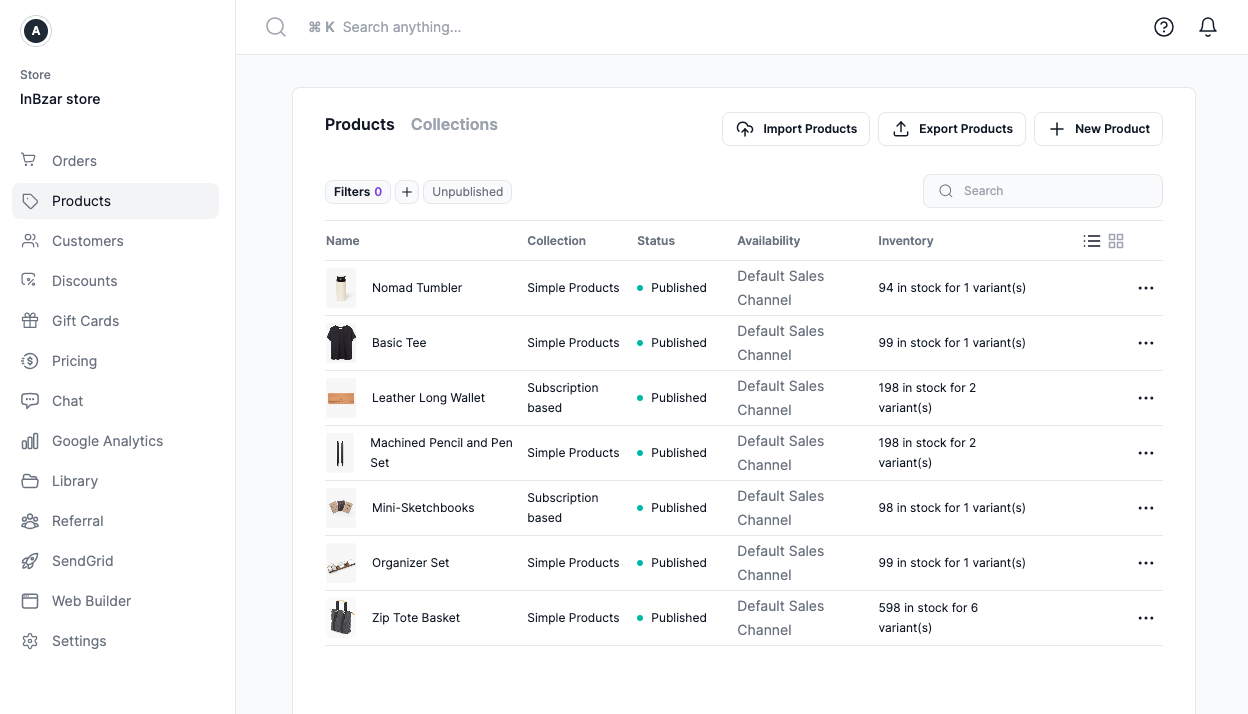 A
⌘ K Search anything...
Store
InBzar store
Orders
Products
Customers
Discounts
Gift Cards
Pricing
Chat
Google Analytics
Library
Referral
SendGrid
Web Builder
Settings
Products Collections
Import Products
Export Products
New Product
Filters 0
Unpublished
Search
Name Collection Status Availability Inventory
Nomad Tumbler
Simple Products
Published
Default Sales
Channel
94 in stock for 1 variant(s)
Basic Tee
Simple Products
Published
Default Sales
Channel
99 in stock for 1 variant(s)
Leather Long Wallet
Subscription
based
Published
Default Sales
Channel
198 in stock for 2
variant(s)
Machined Pencil and Pen
Set
Simple Products
Published
Default Sales
Channel
198 in stock for 2
variant(s)
Mini-Sketchbooks
Subscription
based
Published
Default Sales
Channel
98 in stock for 1 variant(s)
Organizer Set
Simple Products
Published
Default Sales
Channel
99 in stock for 1 variant(s)
Zip Tote Basket
Simple Products
Published
Default Sales
Channel
598 in stock for 6
variant(s)